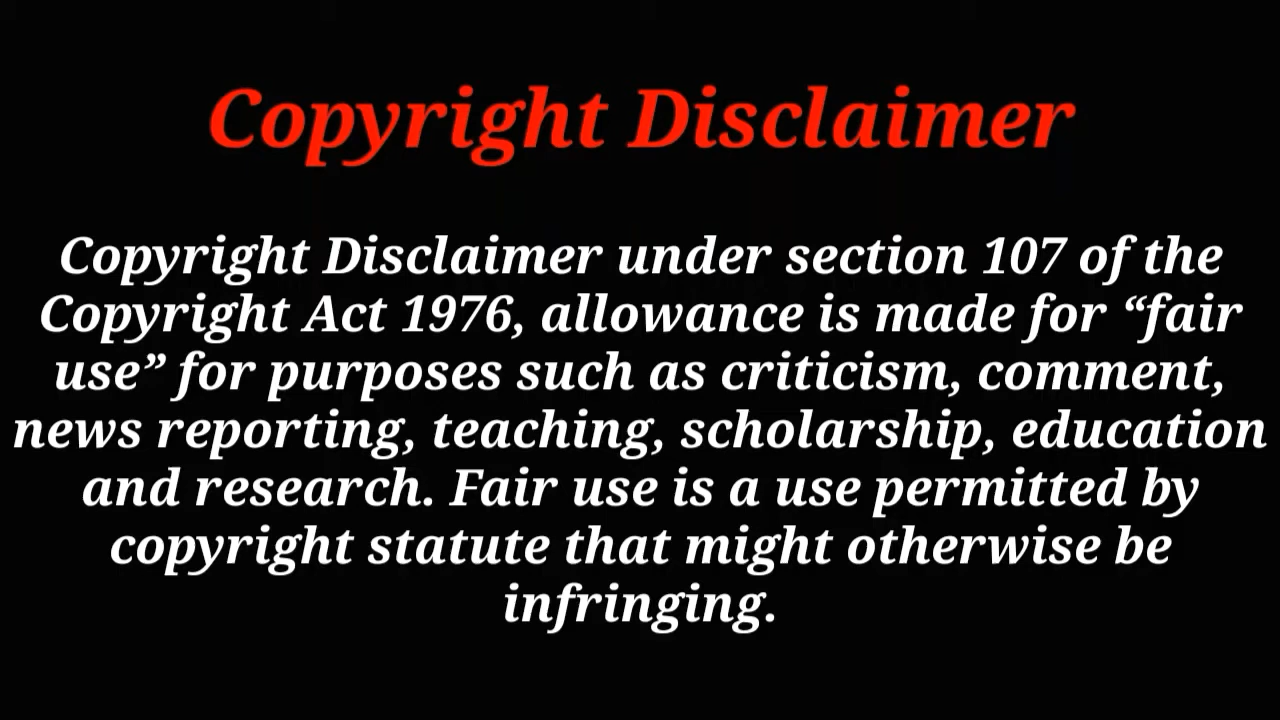 Copyright Disclaimer
Copyright Disclaimer under section 107 of the
Copyright Act 1976, allowance is made for “fair
use” for purposes such as criticism, comment,
news reporting, teaching, scholarship, education
and research. Fair use is a use permitted by
copyright statute that might otherwise be
infringing.